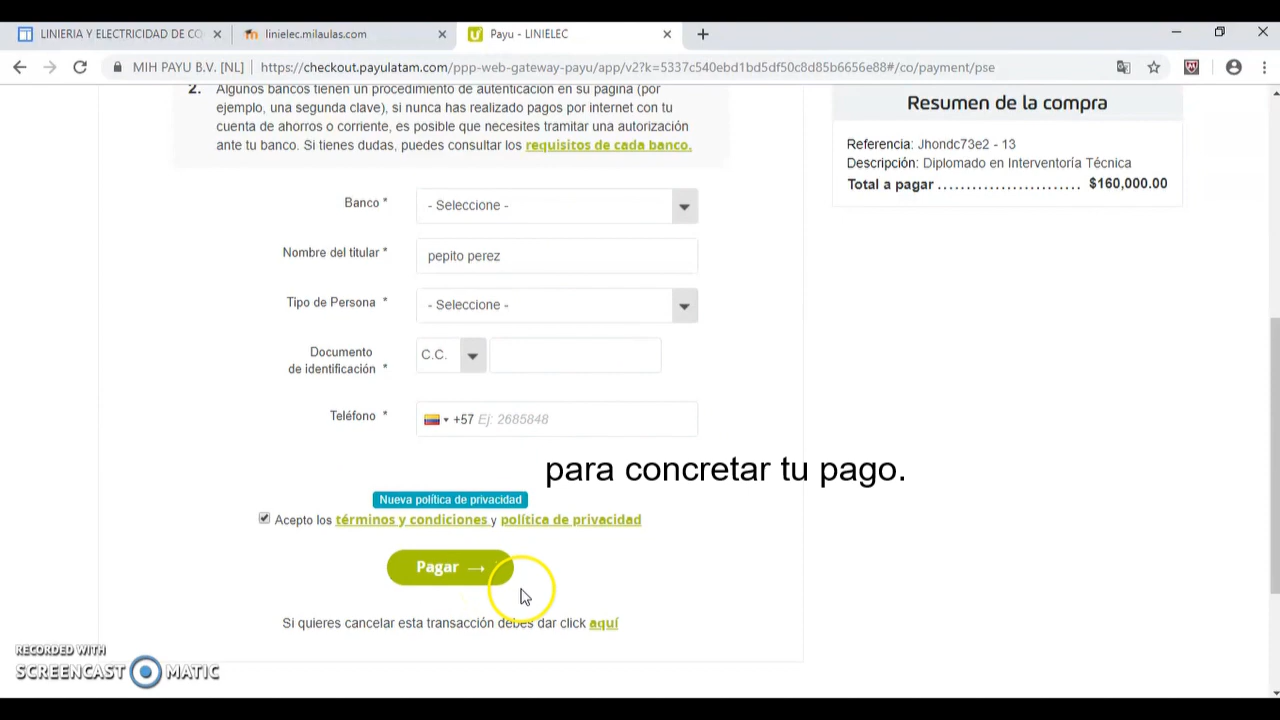 LINIERIA Y ELECTRICIDAD DE CO
linielec.milaulas.com
Payu - LINIELEC
MIH PAYU B.V. [NL]
https://checkout.payulatam.com/ppp-web-gateway-payu/app/v2?k=5337c540ebd1bd5df50c8d85b6656e88#/co/payment/pse
2. Algunos bancos tienen un procedimiento de autenticación en su página (por
ejemplo, una segunda clave), si nunca has realizado pagos por internet con tu
cuenta de ahorros o corriente, es posible que necesites tramitar una autorización
ante tu banco. Si tienes dudas, puedes consultar los requisitos de cada banco.
Banco * - Seleccione -
Nombre del titular * pepito perez
Tipo de Persona * - Seleccione -
Documento
de identificación * C.C.
Teléfono * +57 Ej: 2685848
para concretar tu pago.
Nueva política de privacidad
Acepto los términos y condiciones y política de privacidad
Pagar →
Si quieres cancelar esta transacción debes dar click aquí
Resumen de la compra
Referencia: Jhondc73e2 - 13
Descripción: Diplomado en Interventoría Técnica
Total a pagar ........................ $160,000.00
RECORDED WITH
SCREENCAST MATIC